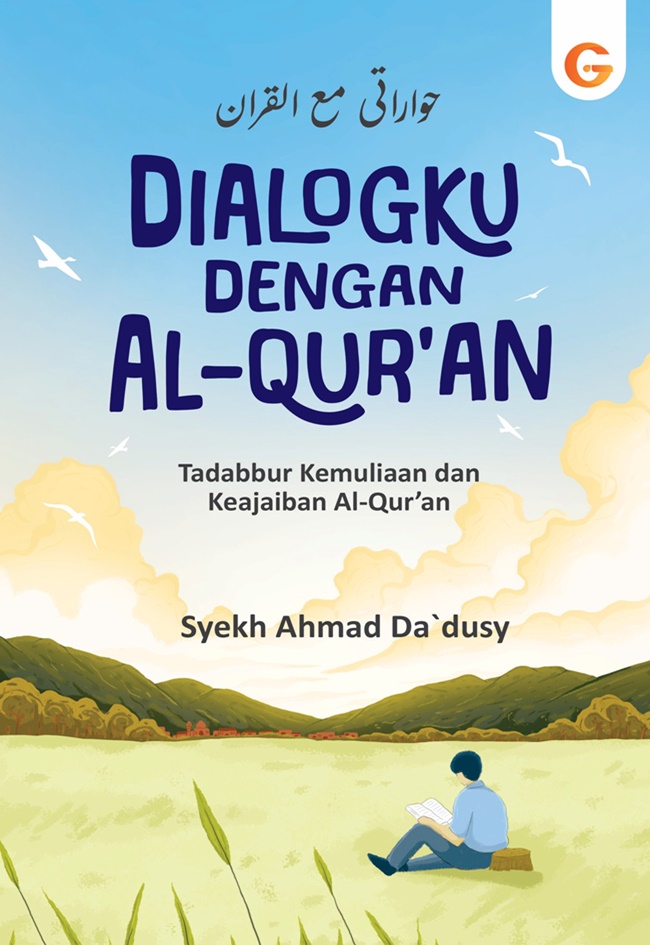 حواراتي مع القران
DIALOGKU
DENGAN
AL-QUR'AN
Tadabbur Kemuliaan dan
Keajaiban Al-Qur’an
Syekh Ahmad Da`dusy